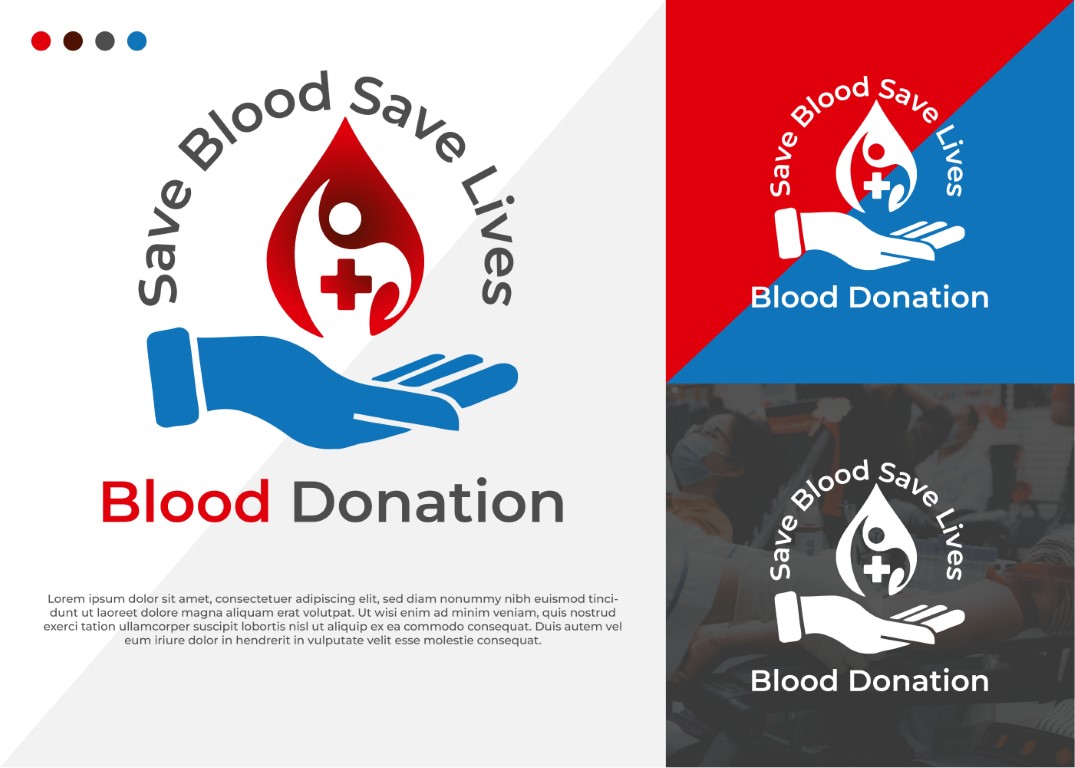 Save Blood Save Lives
Blood Donation
Lorem ipsum dolor sit amet, consectetuer adipiscing elit, sed diam nonummy nibh euismod tinci-
dunt ut laoreet dolore magna aliquam erat volutpat. Ut wisi enim ad minim veniam, quis nostrud
exerci tation ullamcorper suscipit lobortis nisl ut aliquip ex ea commodo consequat. Duis autem vel
eum iriure dolor in hendrerit in vulputate velit esse molestie consequat.
Save Blood Save Lives
Blood Donation
Save Blood Save Lives
Blood Donation